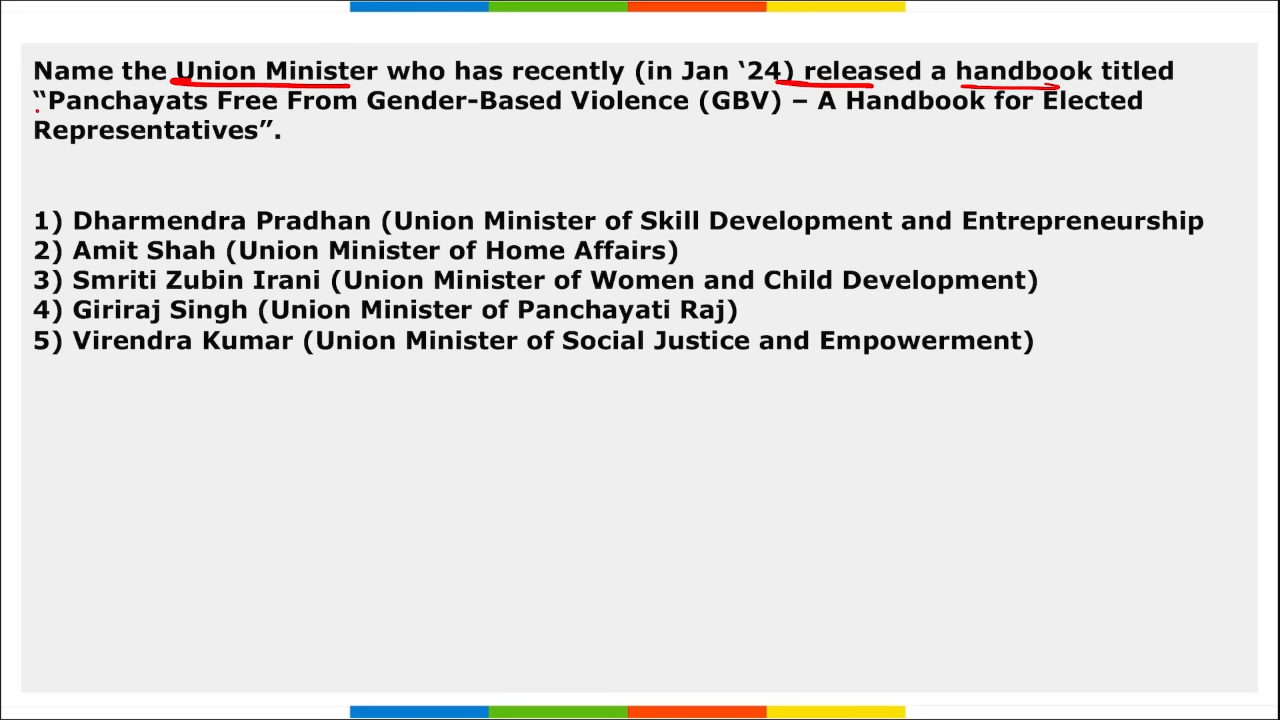 Name the Union Minister who has recently (in Jan ‘24) released a handbook titled
“Panchayats Free From Gender-Based Violence (GBV) – A Handbook for Elected
Representatives”.
1) Dharmendra Pradhan (Union Minister of Skill Development and Entrepreneurship
2) Amit Shah (Union Minister of Home Affairs)
3) Smriti Zubin Irani (Union Minister of Women and Child Development)
4) Giriraj Singh (Union Minister of Panchayati Raj)
5) Virendra Kumar (Union Minister of Social Justice and Empowerment)